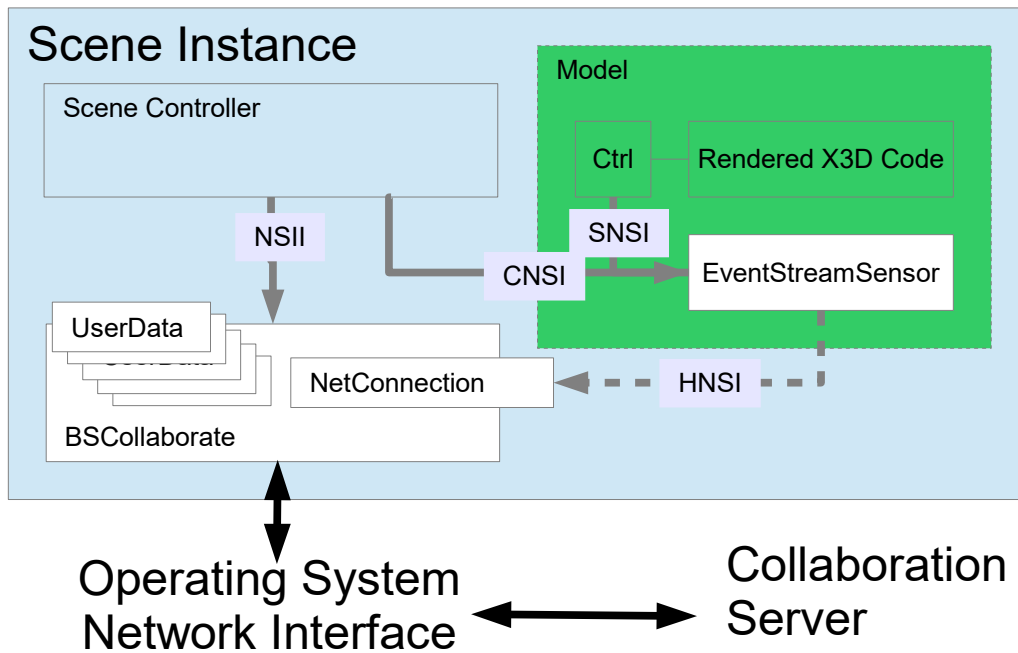 Scene Instance
Model
Scene Controller
Ctrl
Rendered X3D Code
NSII
SNSI
CNSI
EventStreamSensor
UserData
UserData
NetConnection
HNSI
BSCollaborate
Operating System
Network Interface
Collaboration
Server